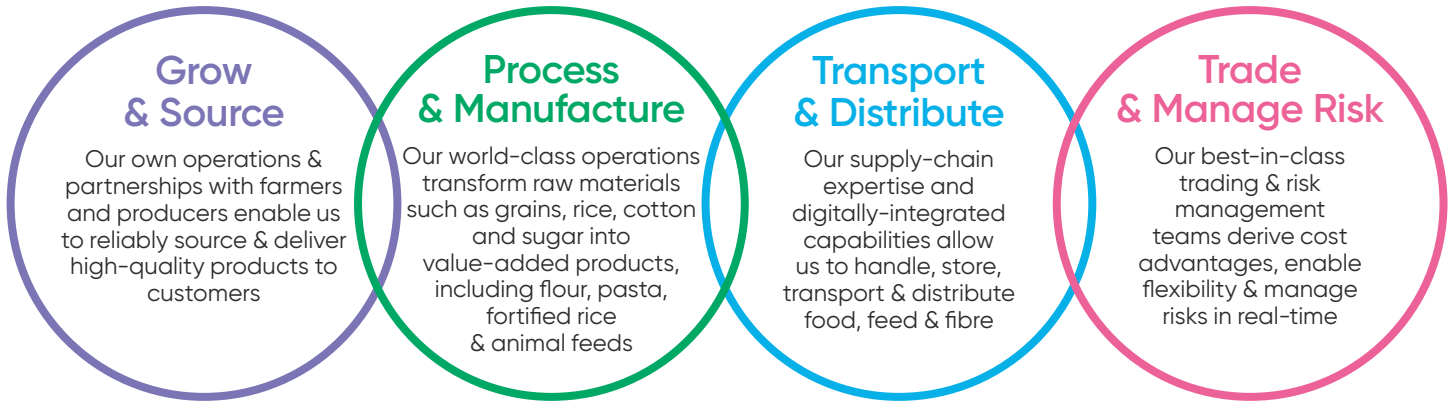 Grow
& Source
Our own operations &
partnerships with farmers
and producers enable us
to reliably source & deliver
high-quality products to
customers
Process
& Manufacture
Our world-class operations
transform raw materials
such as grains, rice, cotton
and sugar into
value-added products,
including flour, pasta,
fortified rice
& animal feeds
Transport
& Distribute
Our supply-chain
expertise and
digitally-integrated
capabilities allow
us to handle, store,
transport & distribute
food, feed & fibre
Trade
& Manage Risk
Our best-in-class
trading & risk
management
teams derive cost
advantages, enable
flexibility & manage
risks in real-time